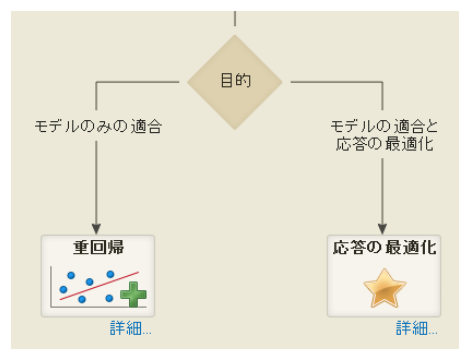 目的
モデルのみの適合
モデルの適合と
応答の最適化
重回帰
応答の最適化
詳細...
詳細...